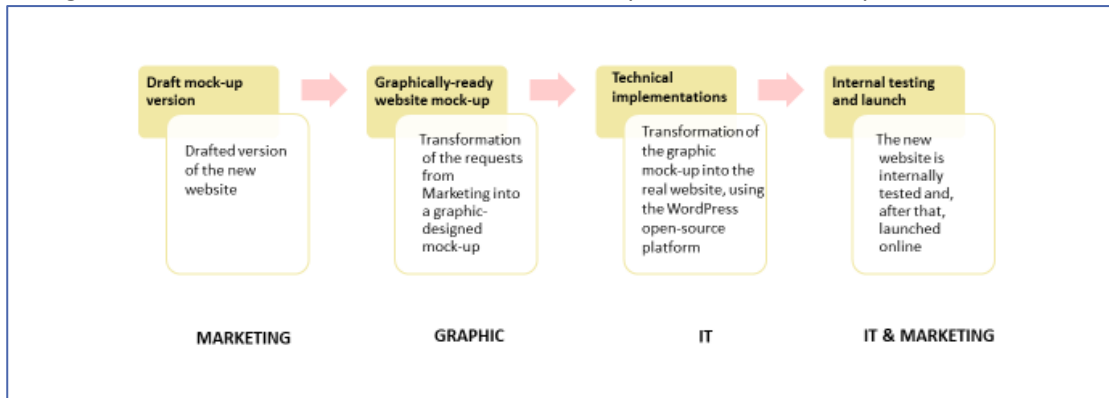 Draft mock-up
version
Drafted version
of the new
website
MARKETING
Graphically-ready
website mock-up
Transformation
of the requests
from
Marketing into
a graphic-
designed
mock-up
GRAPHIC
Technical
implementations
Transformation of
the graphic
mock-up into the
real website, using
the WordPress
open-source
platform
IT
Internal testing
and launch
The new
website is
internally
tested and,
after that,
launched
online
IT & MARKETING